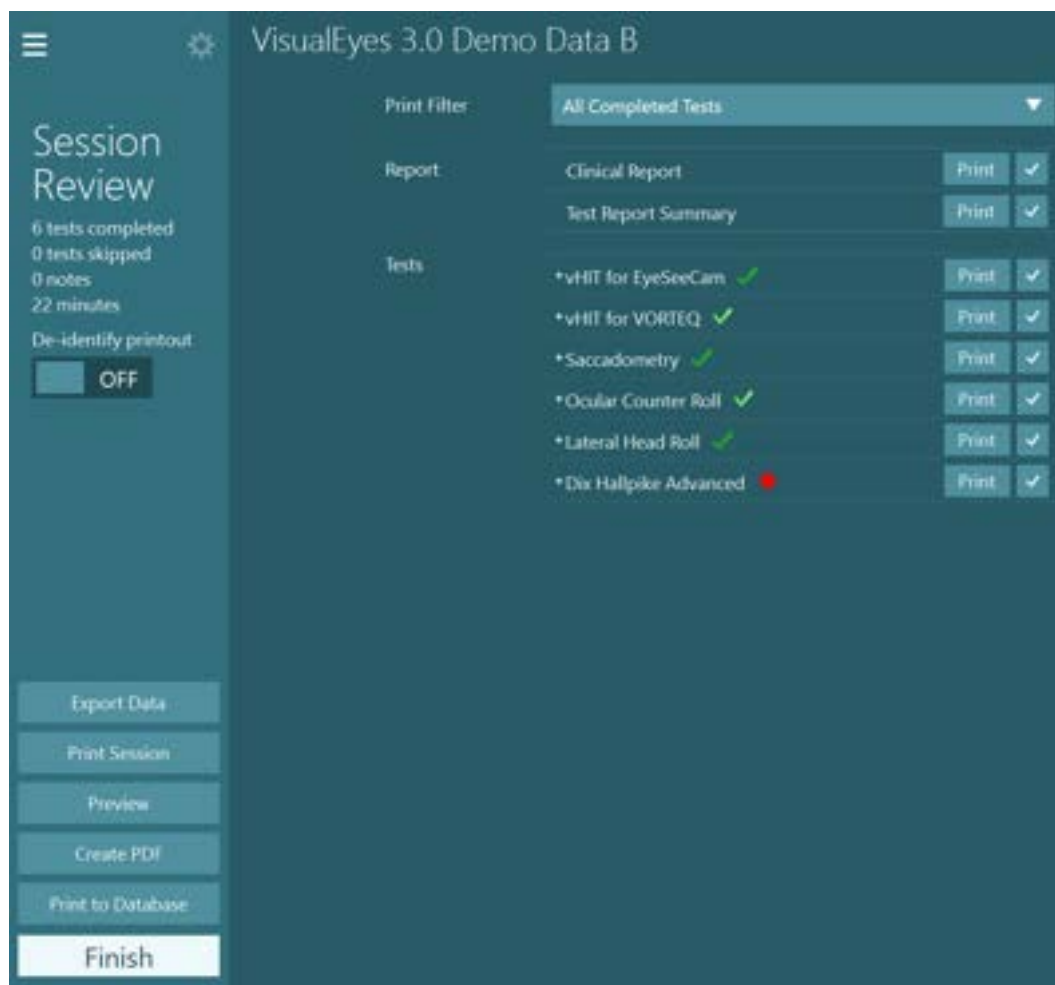 VisualEyes 3.0 Demo Data B
Session
Review
6 tests completed
0 tests skipped
0 notes
22 minutes
De-identify printout
OFF
Export Data
Print Session
Preview
Create PDF
Print to Database
Finish
Print Filter All Completed Tests
Report Clinical Report Print
Test Report Summary Print
Tests
*vHIT for EyeSeeCam Print
*vHIT for VORTEQ Print
*Saccadometry Print
*Ocular Counter Roll Print
*Lateral Head Roll Print
*Dix Hallpike Advanced Print